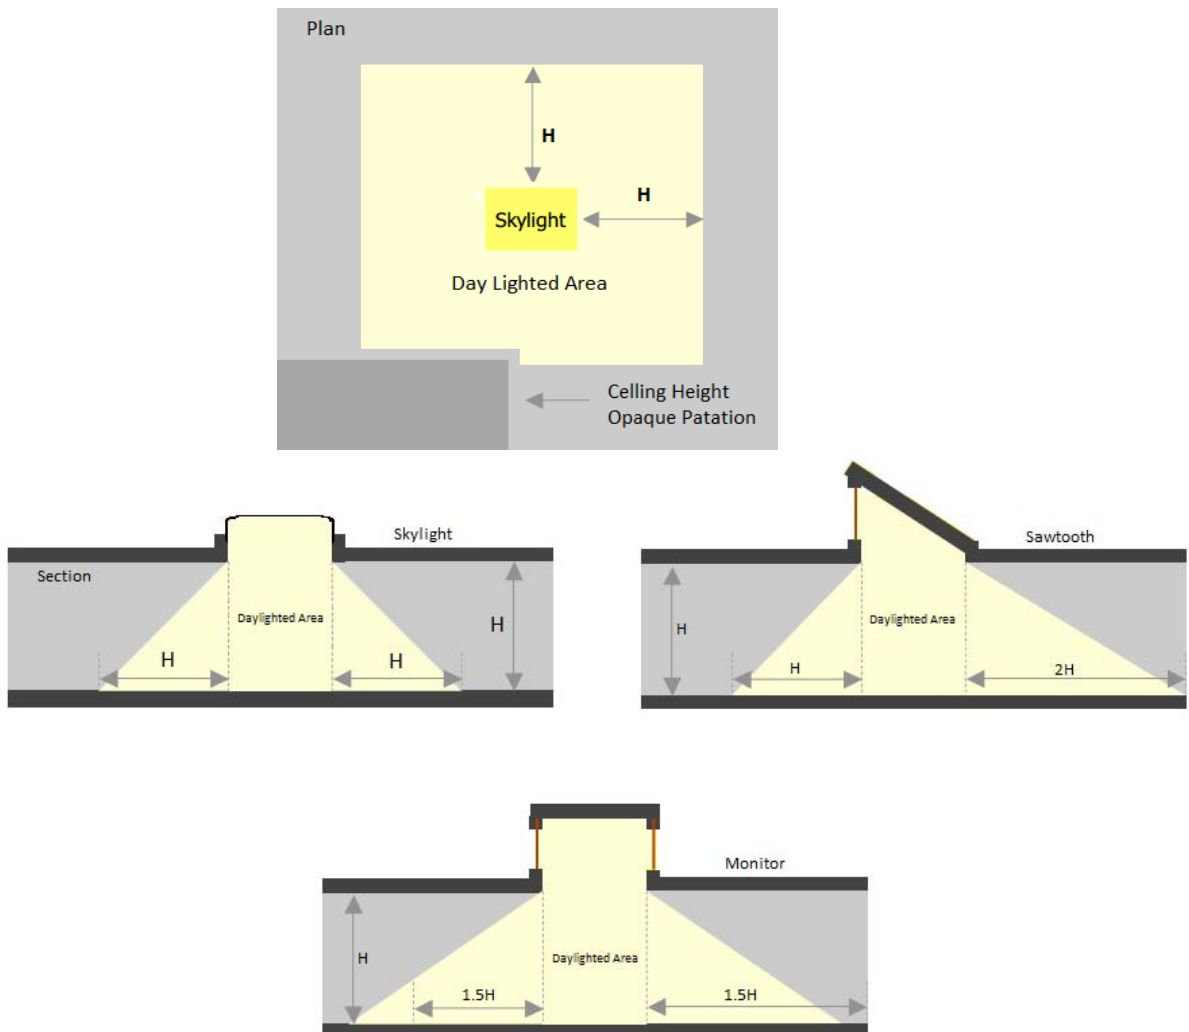 Plan
H
H
Skylight
Day Lighted Area
Celling Height
Opaque Patation
Skylight
Section
Daylighted Area
H
H
H
Sawtooth
H
Daylighted Area
H
2H
Monitor
H
Daylighted Area
1.5H
1.5H